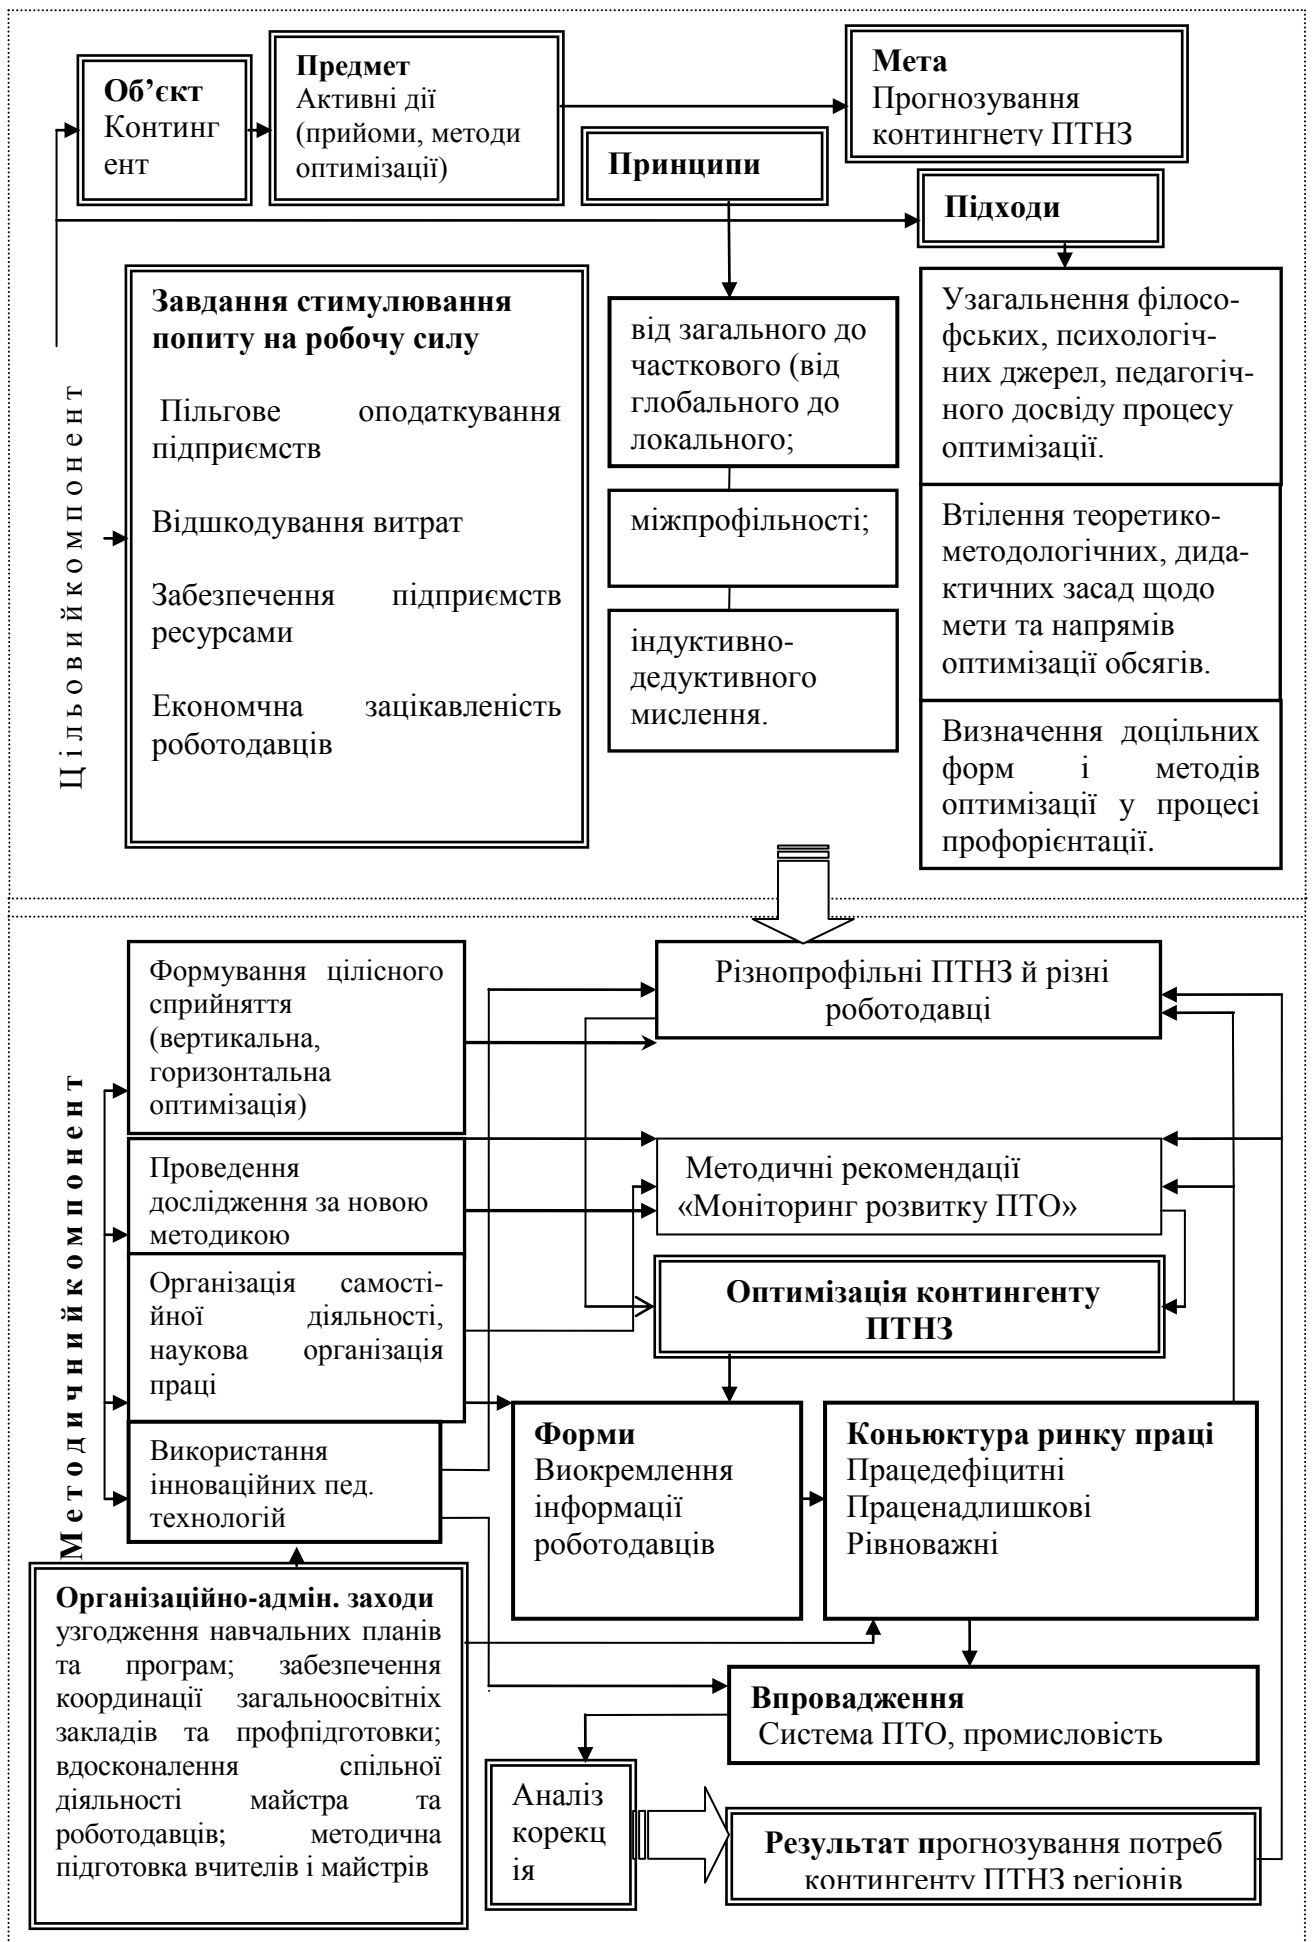 Об’єкт
Континг
ент
Предмет
Активні дії
(прийоми, методи
оптимізації)
Мета
Прогнозування
контингнету ПТНЗ
Принципи
Підходи
Цільовийкомпонент
Завдання стимулювання
попиту на робочу силу
Пільгове оподаткування
підприємств
Відшкодування витрат
Забезпечення підприємств
ресурсами
Економчна зацікавленість
роботодавців
від загального до
часткового (від
глобального до
локального;
міжпрофільності;
індуктивно-
дедуктивного
мислення.
Узагальнення філосо-
фських, психологіч-
них джерел, педагогіч-
ного досвіду процесу
оптимізації.
Втілення теоретико-
методологічних, дида-
ктичних засад щодо
мети та напрямів
оптимізації обсягів.
Визначення доцільних
форм і методів
оптимізації у процесі
профорієнтації.
Методичнийкомпонент
Формування цілісного
сприйняття
(вертикальна,
горизонтальна
оптимізація)
Проведення
дослідження за новою
методикою
Організація самості-
йної діяльності,
наукова організація
праці
Використання
інноваційних пед.
технологій
Різнопрофільні ПТНЗ й різні
роботодавці
Методичні рекомендації
«Моніторинг розвитку ПТО»
Оптимізація контингенту
ПТНЗ
Форми
Виокремлення
інформації
роботодавців
Коньюктура ринку праці
Працедефіцитні
Праценадлишкові
Рівноважні
Організаційно-адмін. заходи
узгодження навчальних планів
та програм; забезпечення
координації загальноосвітніх
закладів та профпідготовки;
вдосконалення спільної
діяльності майстра та
роботодавців; методична
підготовка вчителів і майстрів
Впровадження
Система ПТО, промисловість
Аналіз
корекц
ія
Результат прогнозування потреб
контингенту ПТНЗ регіонів